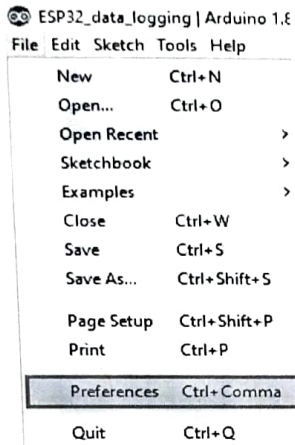 ESP32_data_logging | Arduino 1.8
File Edit Sketch Tools Help
New Ctrl+N
Open... Ctrl+O
Open Recent >
Sketchbook >
Examples >
Close Ctrl+W
Save Ctrl+S
Save As... Ctrl+Shift+S
Page Setup Ctrl+Shift+P
Print Ctrl+P
Preferences Ctrl+Comma
Quit Ctrl+Q